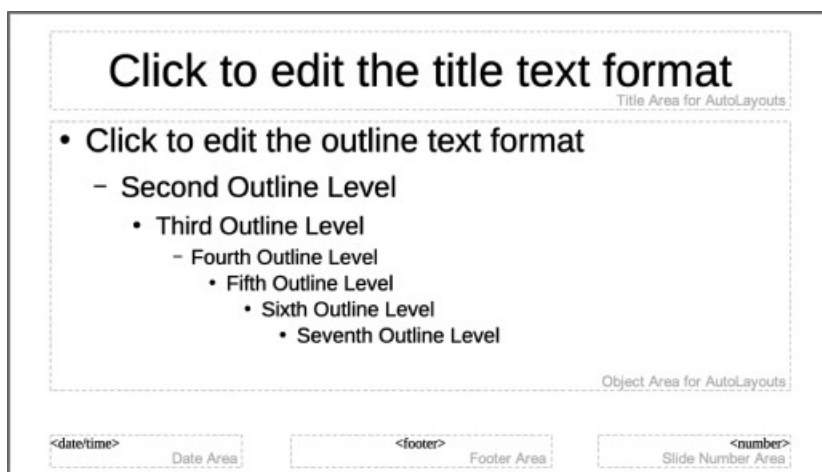 Click to edit the title text format
Title Area for AutoLayouts
• Click to edit the outline text format
– Second Outline Level
• Third Outline Level
– Fourth Outline Level
• Fifth Outline Level
• Sixth Outline Level
• Seventh Outline Level
Object Area for AutoLayouts
<date/time> <footer> <number>
Date Area Footer Area Slide Number Area